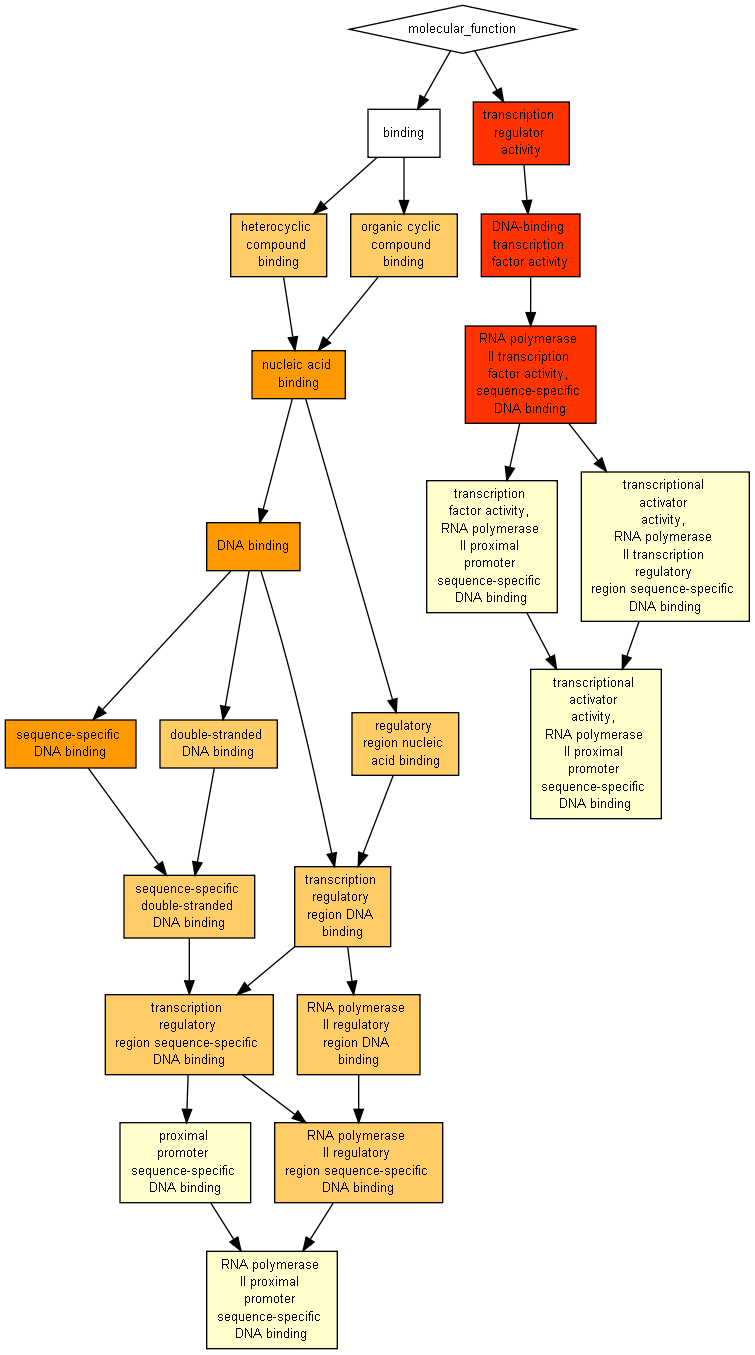 molecular_function
binding
transcription
regulator
activity
heterocyclic
compound
binding
organic cyclic
compound
binding
DNA-binding
transcription
factor activity
RNA polymerase
II transcription
factor activity,
sequence-specific
DNA binding
nucleic acid
binding
transcription
factor activity,
RNA polymerase
II proximal
promoter
sequence-specific
DNA binding
transcriptional
activator
activity,
RNA polymerase
II transcription
regulatory
region sequence-specific
DNA binding
DNA binding
transcriptional
activator
activity,
RNA polymerase
II proximal
promoter
sequence-specific
DNA binding
sequence-specific
DNA binding
double-stranded
DNA binding
regulatory
region nucleic
acid binding
sequence-specific
double-stranded
DNA binding
transcription
regulatory
region DNA
binding
transcription
regulatory
region sequence-specific
DNA binding
RNA polymerase
II regulatory
region DNA
binding
proximal
promoter
sequence-specific
DNA binding
RNA polymerase
II regulatory
region sequence-specific
DNA binding
RNA polymerase
II proximal
promoter
sequence-specific
DNA binding